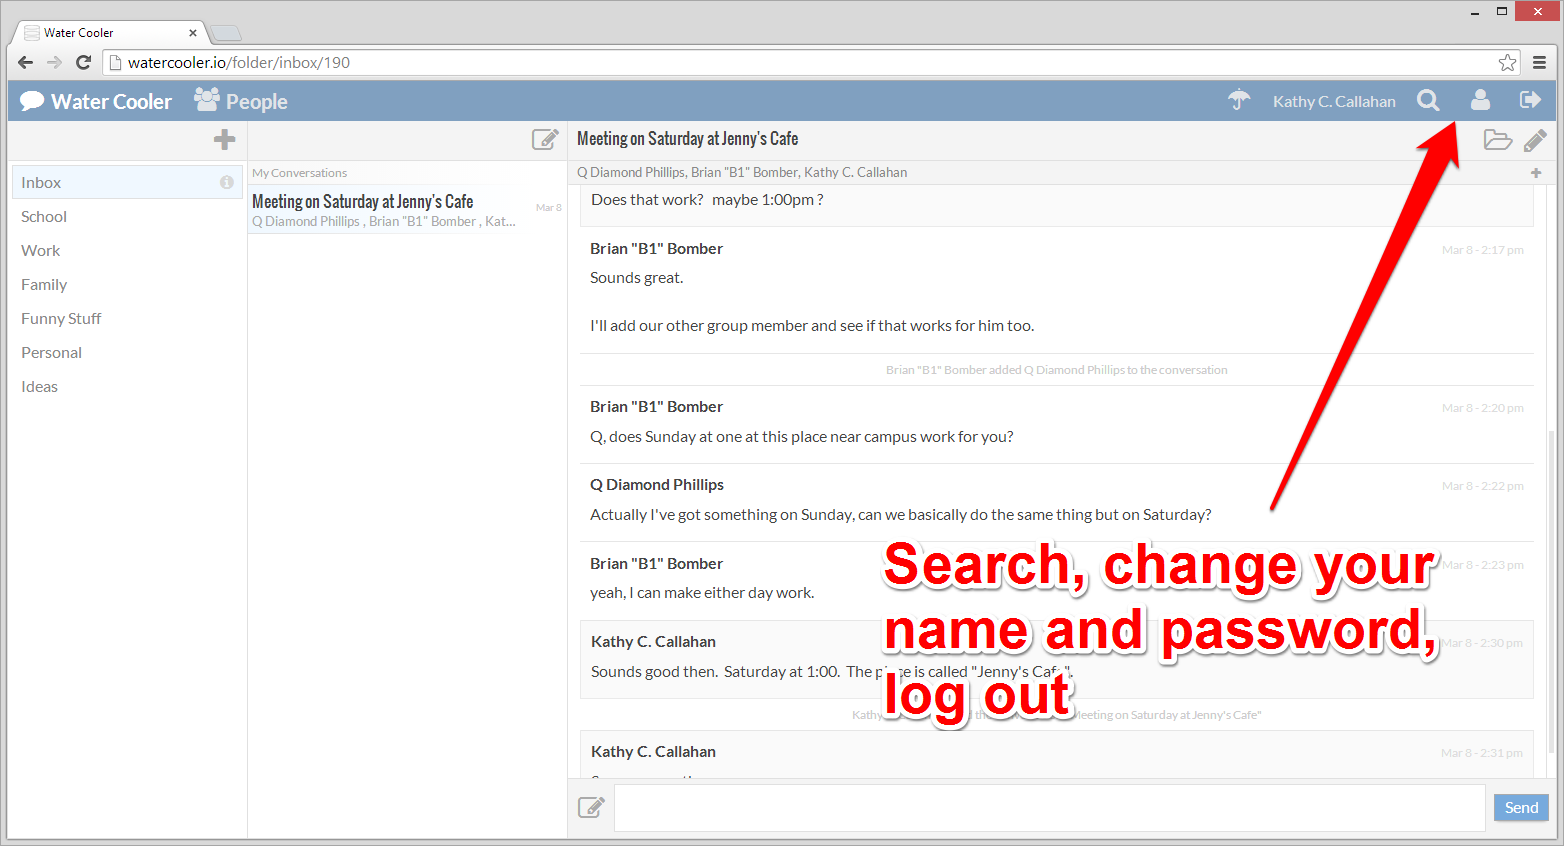 Water Cooler
watercooler.io/folder/inbox/190
Water Cooler People Kathy C. Callahan
Meeting on Saturday at Jenny's Cafe
Q Diamond Phillips, Brian "B1" Bomber, Kathy C. Callahan
Inbox
School
Work
Family
Funny Stuff
Personal
Ideas
My Conversations
Meeting on Saturday at Jenny's Cafe
Mar 8
Q Diamond Phillips , Brian "B1" Bomber , Kat...
Does that work? maybe 1:00pm ?
Brian "B1" Bomber Mar 8 - 2:17 pm
Sounds great.
I'll add our other group member and see if that works for him too.
Brian "B1" Bomber added Q Diamond Phillips to the conversation
Brian "B1" Bomber Mar 8 - 2:20 pm
Q, does Sunday at one at this place near campus work for you?
Q Diamond Phillips Mar 8 - 2:22 pm
Actually I've got something on Sunday, can we basically do the same thing but on Saturday?
Brian "B1" Bomber Mar 8 - 2:23 pm
yeah, I can make either day work.
Kathy C. Callahan Mar 8 - 2:30 pm
Sounds good then. Saturday at 1:00. The place is called "Jenny's Cafe".
Meeting on Saturday at Jenny's Cafe"
Kathy C. Callahan Mar 8 - 2:31 pm
Send
Search, change your
name and password,
log out